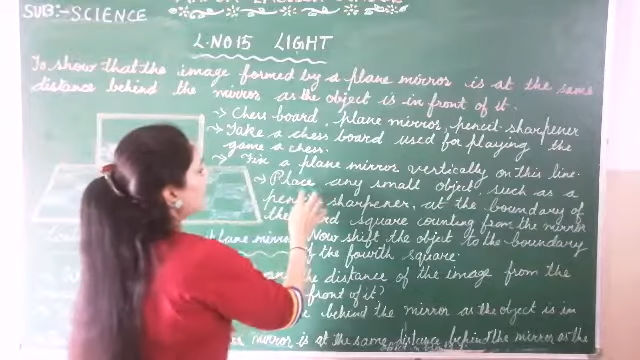 SUB:- SCIENCE
L.NO 15 LIGHT
To show that the image formed by a plane mirror is at the same
distance behind the mirror as the object is in front of it.
→ Chess board, plane mirror, pencil sharpener
→ Take a chess board used for playing the
game a chess.
→ Fix a plane mirror vertically on this line.
→ Place any small object such as a
sharpener, at the boundary of
the square counting from the mirror
plane mirror Now shift the object to the boundary
of the fourth square.
the distance of the image from the
front of it?
behind the mirror as the object is in
mirror is at the same distance behind the mirror as the